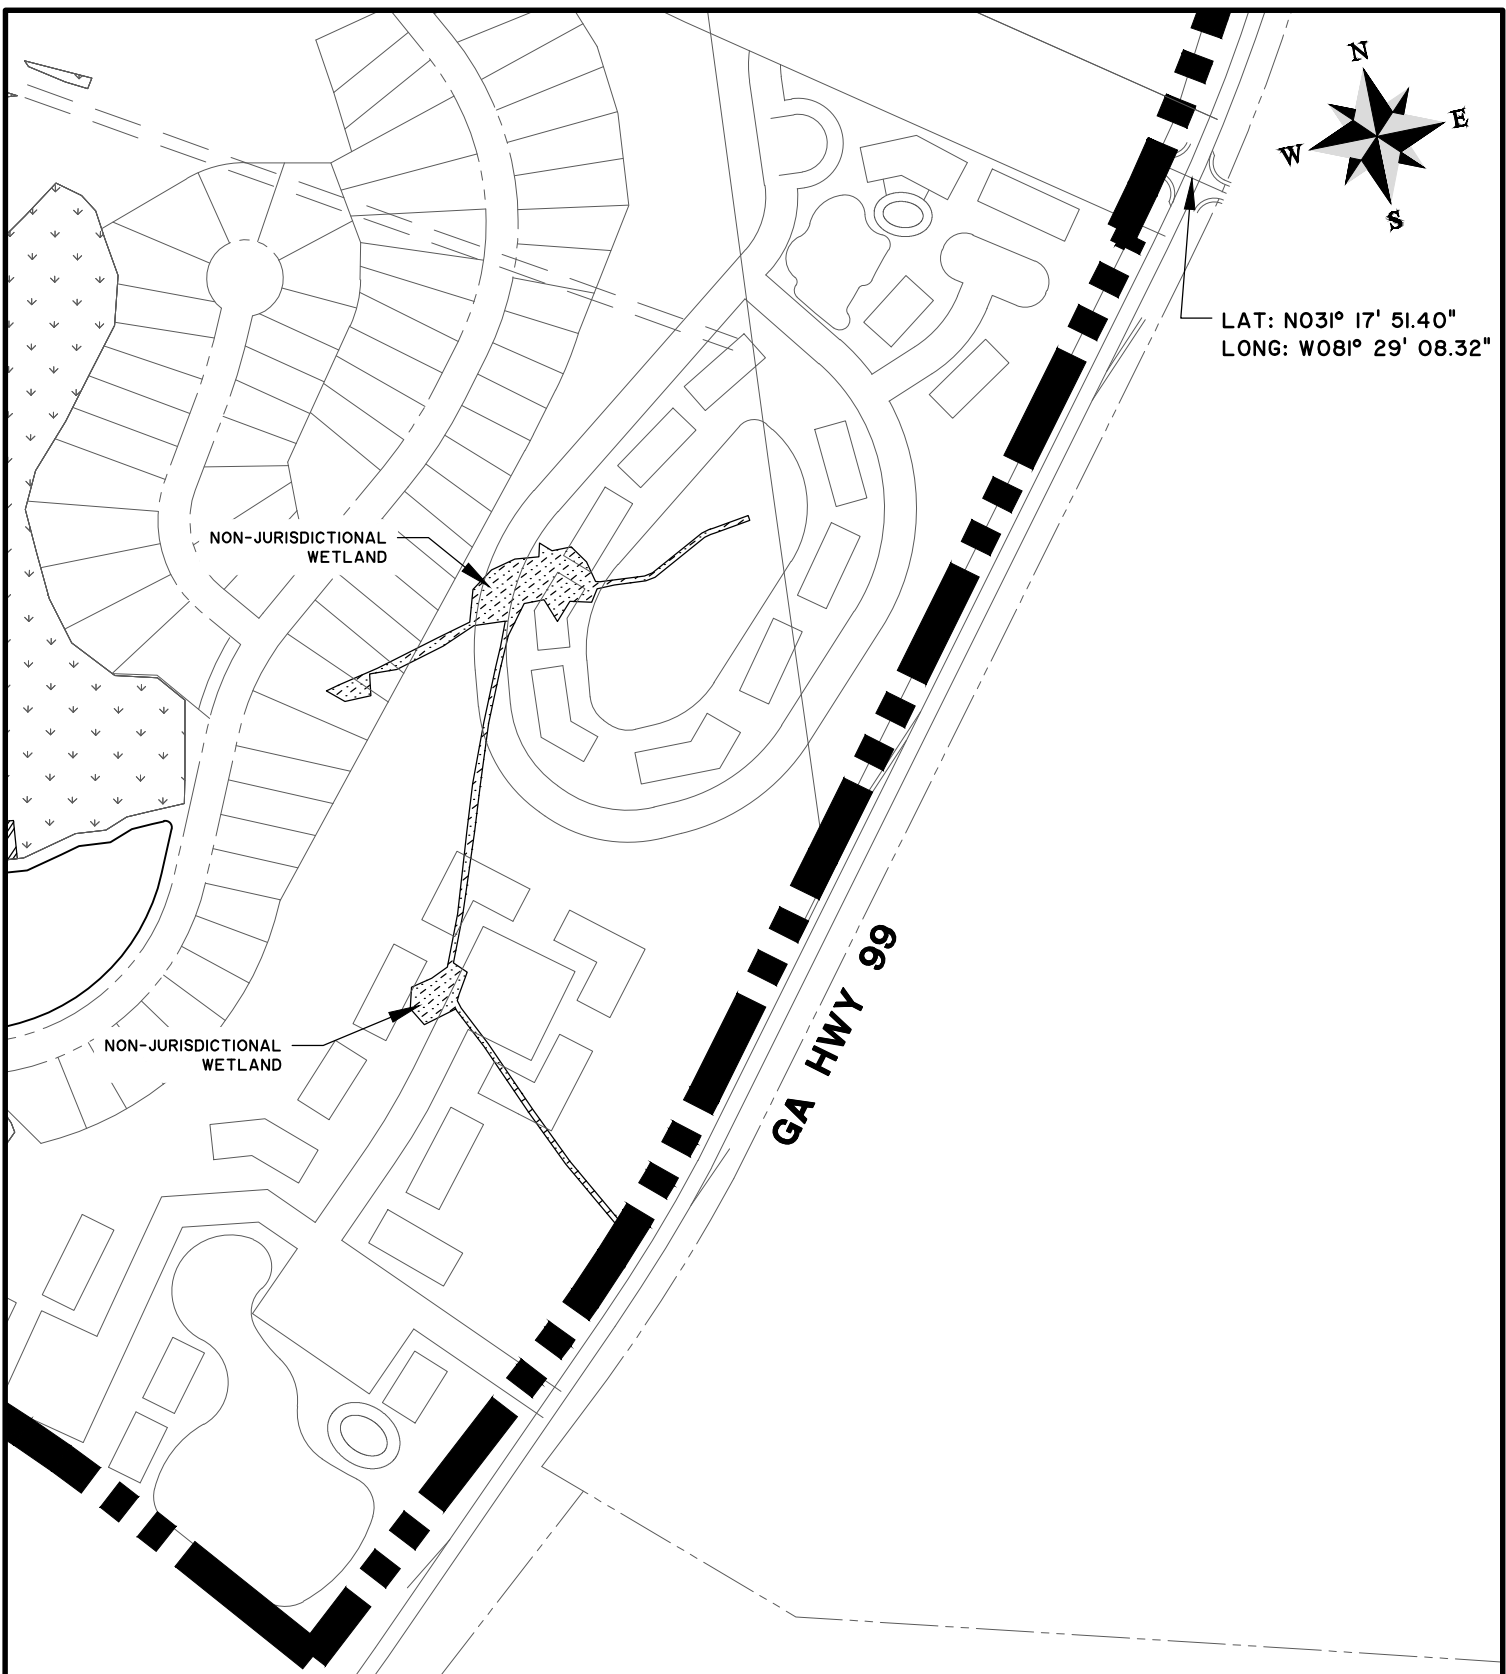 N
E
W
S
LAT: N031° 17' 51.40"
LONG: W081° 29' 08.32"
NON-JURISDICTIONAL
WETLAND
GA HWY 99
NON-JURISDICTIONAL
WETLAND